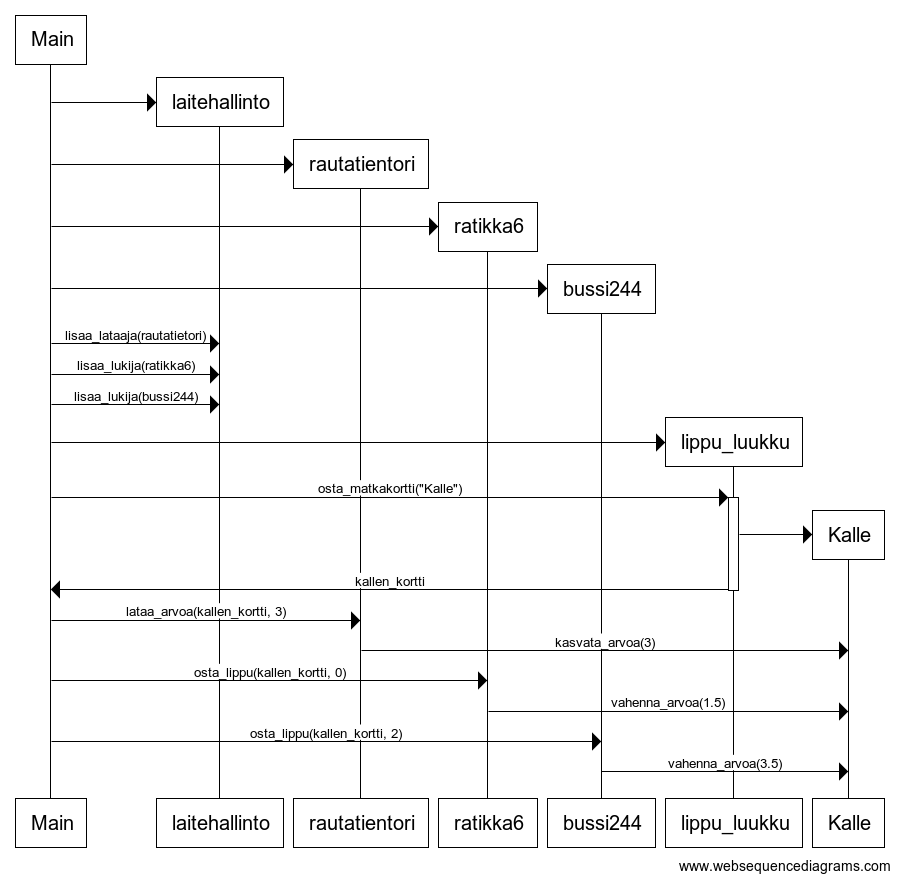 Main
laitehallinto
rautatientori
ratikka6
bussi244
lisaa_lataaja(rautatietori)
lisaa_lukija(ratikka6)
lisaa_lukija(bussi244)
lippu_luukku
osta_matkakortti("Kalle")
Kalle
kallen_kortti
lataa_arvoa(kallen_kortti, 3)
kasvata_arvoa(3)
osta_lippu(kallen_kortti, 0)
vahenna_arvoa(1.5)
osta_lippu(kallen_kortti, 2)
vahenna_arvoa(3.5)
Main laitehallinto rautatientori ratikka6 bussi244 lippu_luukku Kalle
www.websequencediagrams.com